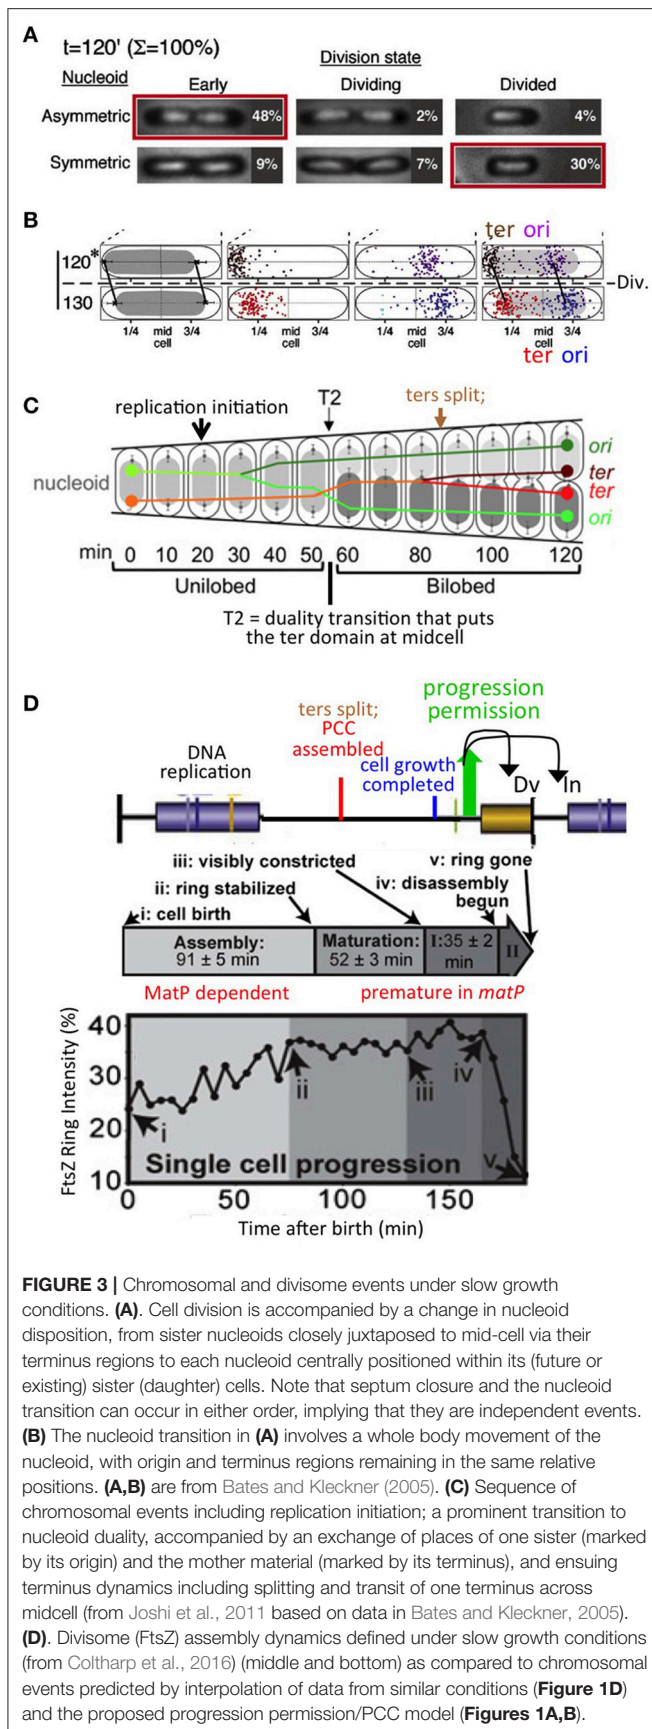 A
t=120' (Σ=100%)
Division state
Nucleoid
Early
Dividing
Divided
Asymmetric
48%
2%
4%
Symmetric
9%
7%
30%
B
ter ori
120*
Div.
130
1/4 mid cell 3/4
1/4 mid cell 3/4
1/4 mid cell 3/4
1/4 mid cell 3/4
ter ori
C
replication initiation
T2
ters split;
nucleoid
ori
ter
ter
ori
min 0 10 20 30 40 50 60 80 100 120
Unilobed
Bilobed
T2 = duality transition that puts
the ter domain at midcell
D
progression
permission
ters split;
PCC
assembled
DNA
replication
cell growth
completed
Dv
In
iii: visibly constricted
v: ring gone
ii: ring stabilized
iv: disassembly
begun
i: cell birth
Assembly:
91 ± 5 min
Maturation:
52 ± 3 min
I:35 ± 2
min
II
MatP dependent
premature in matP
FtsZ Ring Intensity (%)
40
30
20
10
i
ii
iii
iv
v
Single cell progression
0 50 100 150
Time after birth (min)
FIGURE 3 | Chromosomal and divisome events under slow growth
conditions. (A). Cell division is accompanied by a change in nucleoid
disposition, from sister nucleoids closely juxtaposed to mid-cell via their
terminus regions to each nucleoid centrally positioned within its (future or
existing) sister (daughter) cells. Note that septum closure and the nucleoid
transition can occur in either order, implying that they are independent events.
(B) The nucleoid transition in (A) involves a whole body movement of the
nucleoid, with origin and terminus regions remaining in the same relative
positions. (A,B) are from Bates and Kleckner (2005). (C) Sequence of
chromosomal events including replication initiation; a prominent transition to
nucleoid duality, accompanied by an exchange of places of one sister (marked
by its origin) and the mother material (marked by its terminus), and ensuing
terminus dynamics including splitting and transit of one terminus across
midcell (from Joshi et al., 2011 based on data in Bates and Kleckner, 2005).
(D). Divisome (FtsZ) assembly dynamics defined under slow growth conditions
(from Coltharp et al., 2016) (middle and bottom) as compared to chromosomal
events predicted by interpolation of data from similar conditions (Figure 1D)
and the proposed progression permission/PCC model (Figures 1A,B).